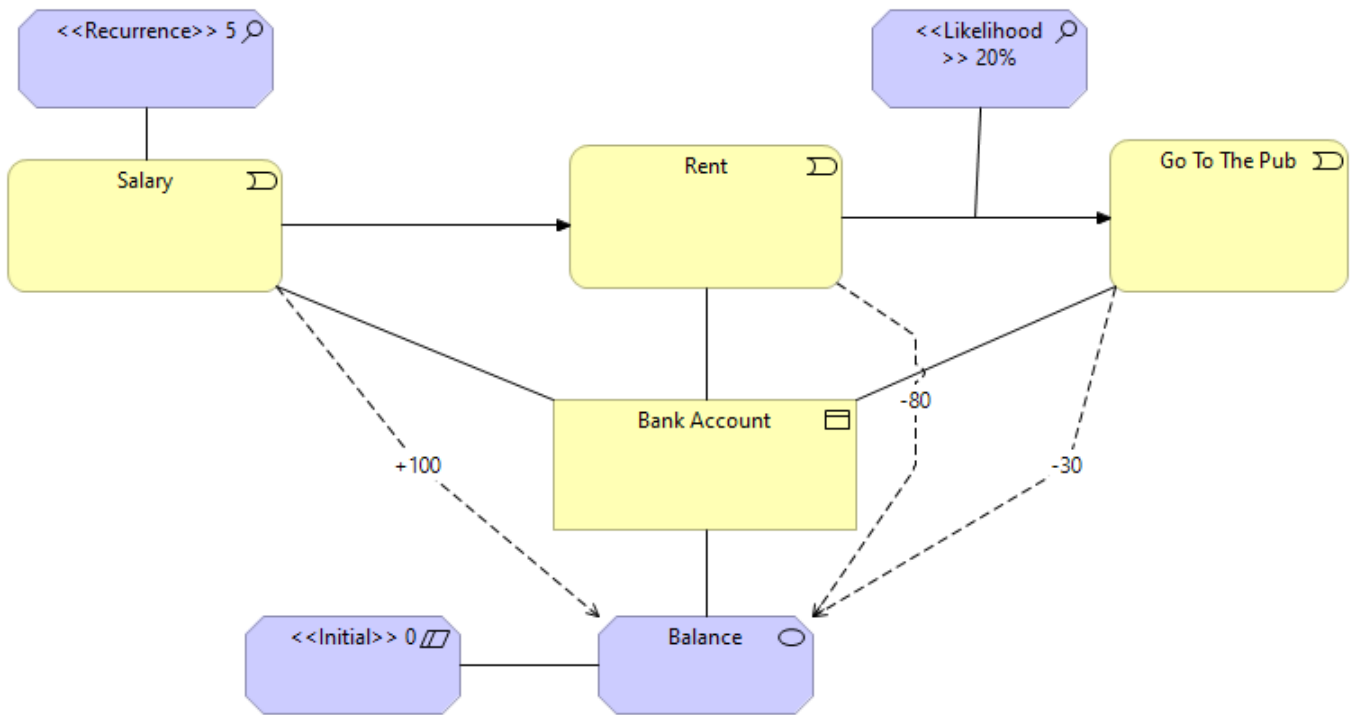 <<Recurrence>> 5
<<Likelihood
>> 20%
Salary
Rent
Go To The Pub
-80
Bank Account
+100
-30
<<Initial>> 0
Balance